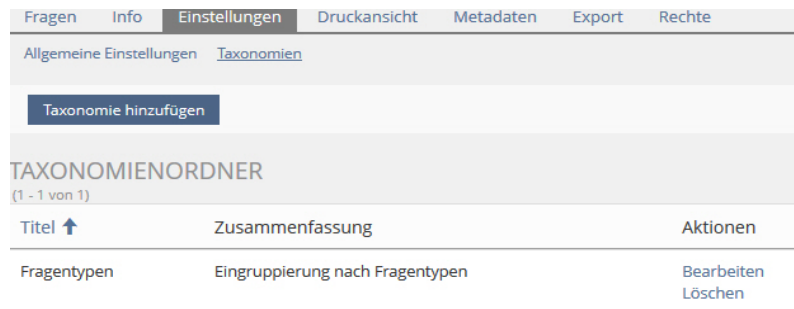 Fragen Info Einstellungen Druckansicht Metadaten Export Rechte
Allgemeine Einstellungen Taxonomien
Taxonomie hinzufügen
TAXONOMIENORDNER
(1 - 1 von 1)
Titel Zusammenfassung Aktionen
Fragentypen Eingruppierung nach Fragentypen Bearbeiten
Löschen